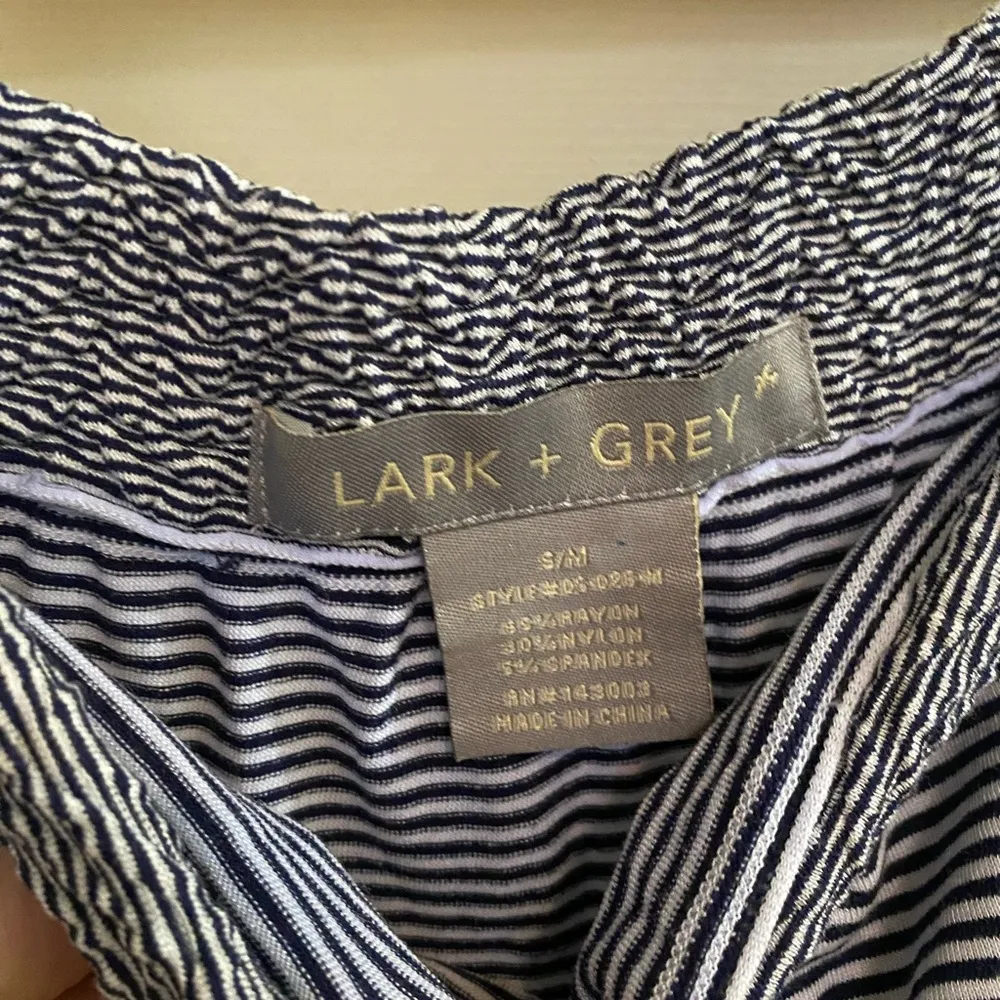 LARK + GREY
S/M
65% RAYON
30% NYLON
5% SPANDEX
RN# 143003
MADE IN CHINA